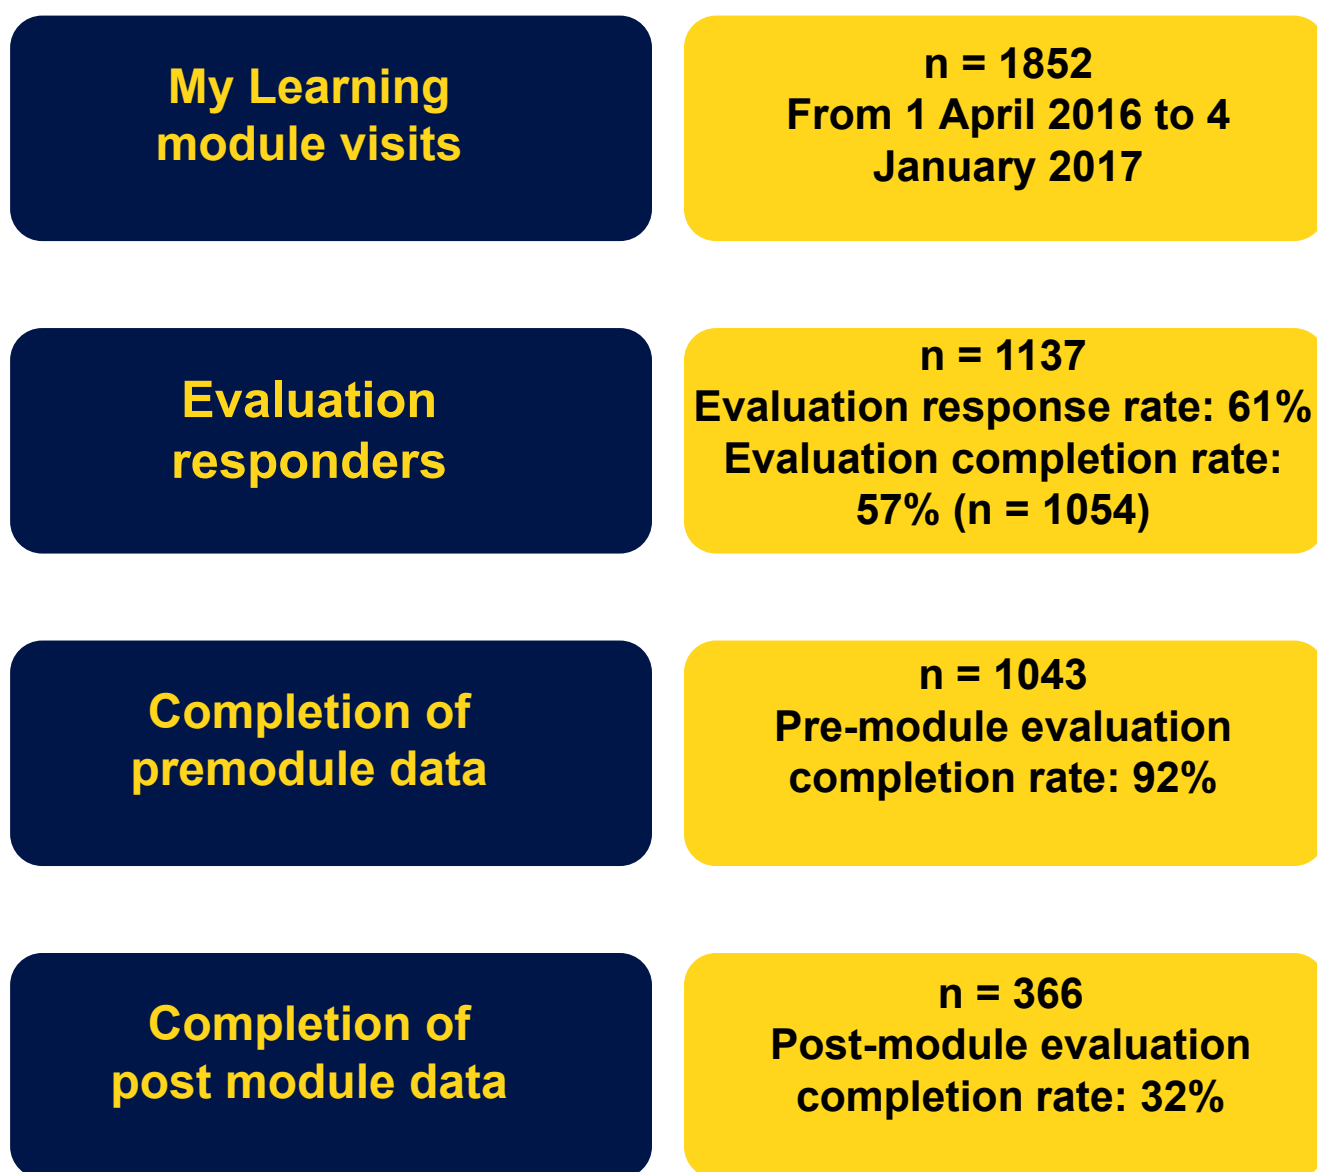 My Learning
module visits
n = 1852
From 1 April 2016 to 4
January 2017
Evaluation
responders
n = 1137
Evaluation response rate: 61%
Evaluation completion rate:
57% (n = 1054)
Completion of
premodule data
n = 1043
Pre-module evaluation
completion rate: 92%
Completion of
post module data
n = 366
Post-module evaluation
completion rate: 32%